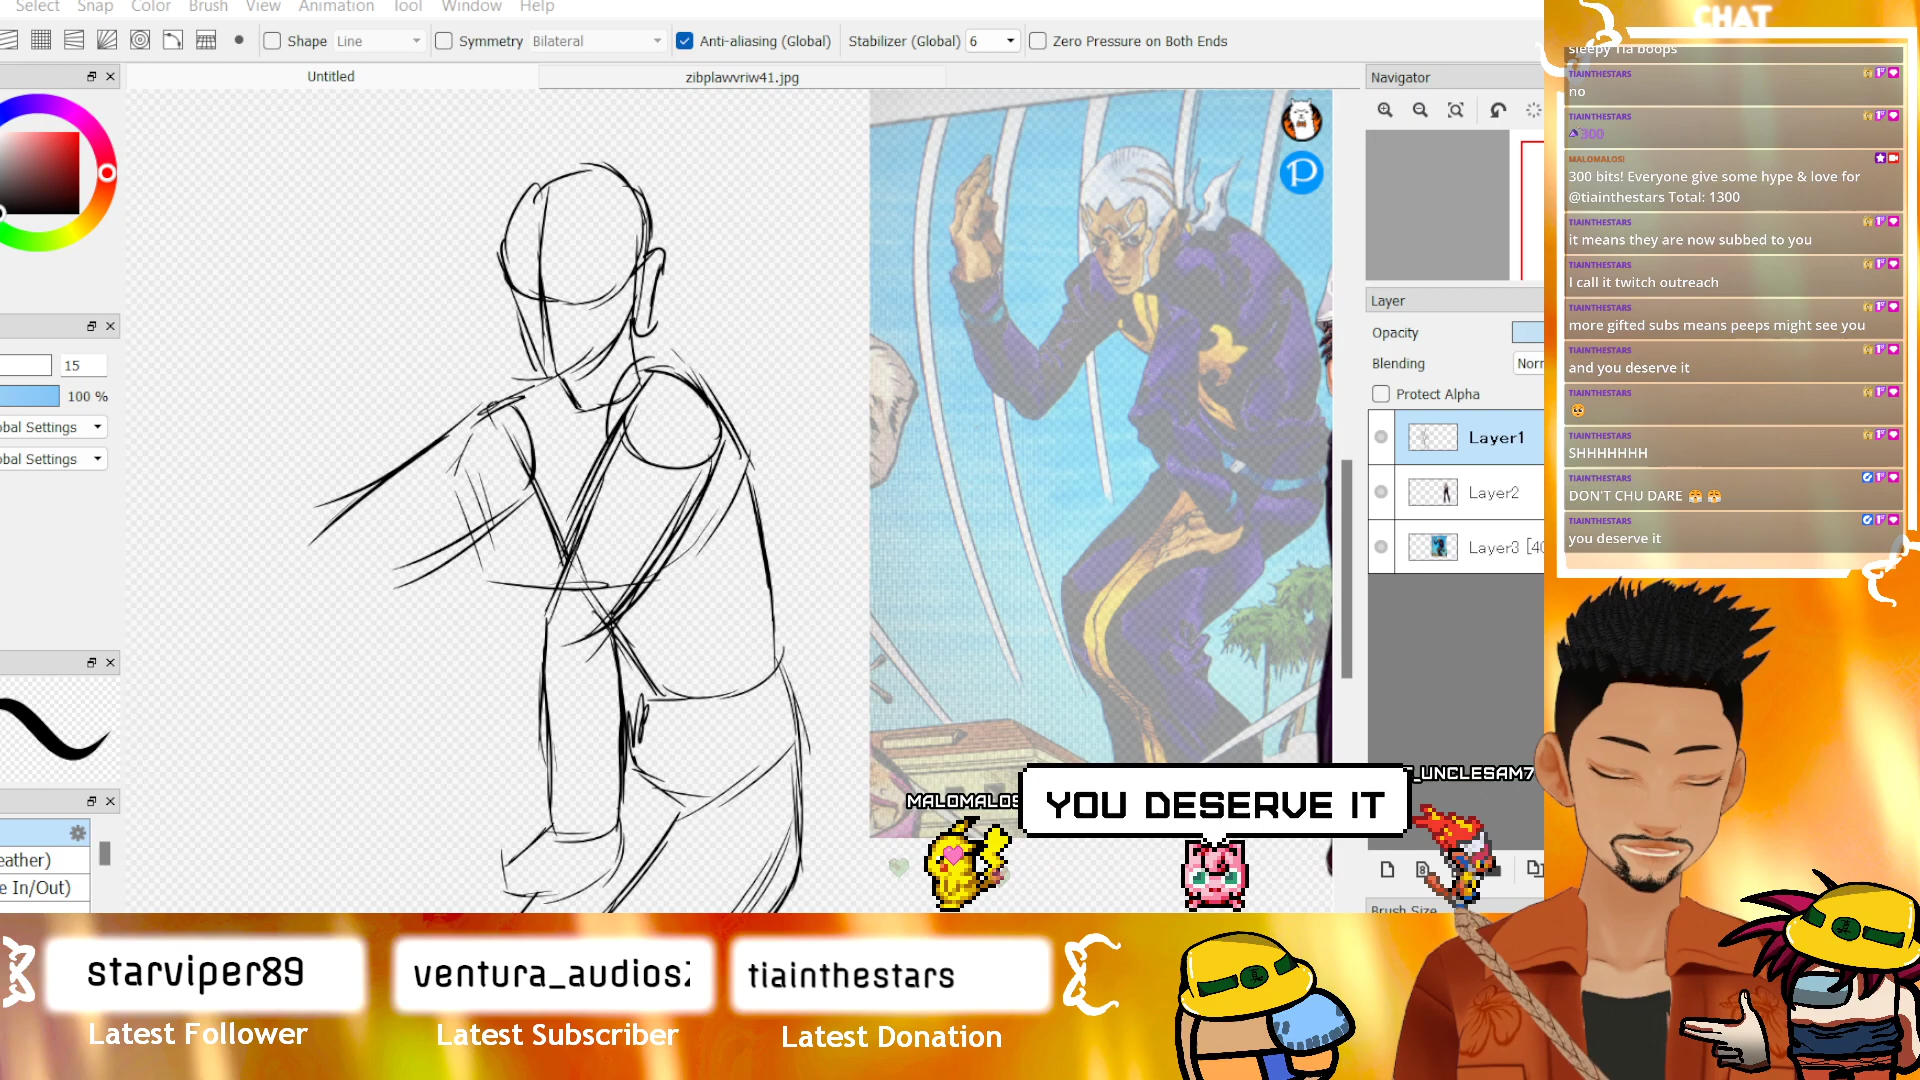 Select Snap Color Brush View Animation Tool Window Help
Shape Line Symmetry Bilateral Anti-aliasing (Global) Stabilizer (Global) 6 Zero Pressure on Both Ends
Untitled
zibplawvriw41.jpg
15
100 %
obal Settings
obal Settings
eather)
e In/Out)
P
Navigator
Layer
Opacity
Blending Norr
Protect Alpha
Layer1
Layer2
Layer3 [40
Brush Size
CHAT
sleepy Tia boops
TIAINTHESTARS
no
TIAINTHESTARS
300
MALOMALOSI
300 bits! Everyone give some hype & love for
@tiainthestars Total: 1300
TIAINTHESTARS
it means they are now subbed to you
TIAINTHESTARS
I call it twitch outreach
TIAINTHESTARS
more gifted subs means peeps might see you
TIAINTHESTARS
and you deserve it
TIAINTHESTARS
🥺
TIAINTHESTARS
SHHHHHHH
TIAINTHESTARS
DON'T CHU DARE 😤 😤
TIAINTHESTARS
you deserve it
MALOMALOS
YOU DESERVE IT
_UNCLESAM7
starviper89
Latest Follower
ventura_audios
Latest Subscriber
tiainthestars
Latest Donation